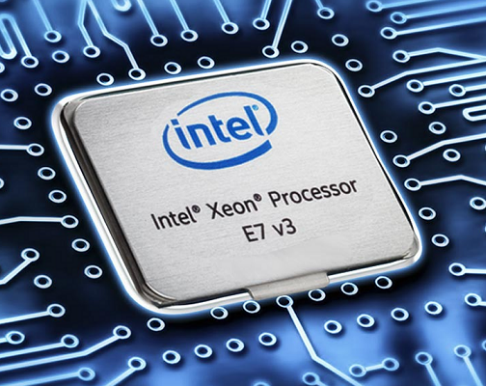 intel®
Intel® Xeon® Processor
E7 v3